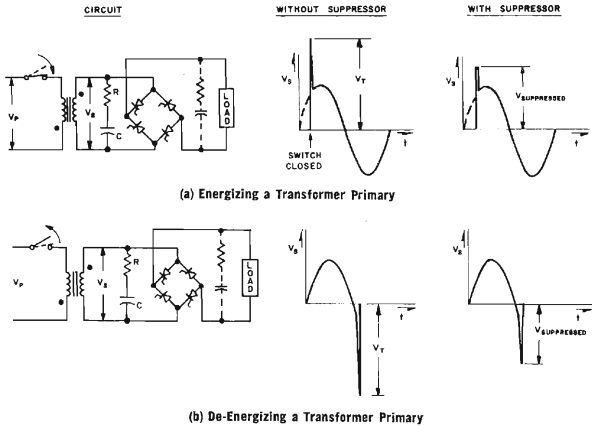 CIRCUIT
WITHOUT SUPPRESSOR
WITH SUPPRESSOR
VP
VS
R
C
LOAD
VS
VT
SWITCH
CLOSED
t
VS
VSUPPRESSED
t
(a) Energizing a Transformer Primary
VP
VS
R
C
LOAD
VS
VT
t
VS
VSUPPRESSED
t
(b) De-Energizing a Transformer Primary